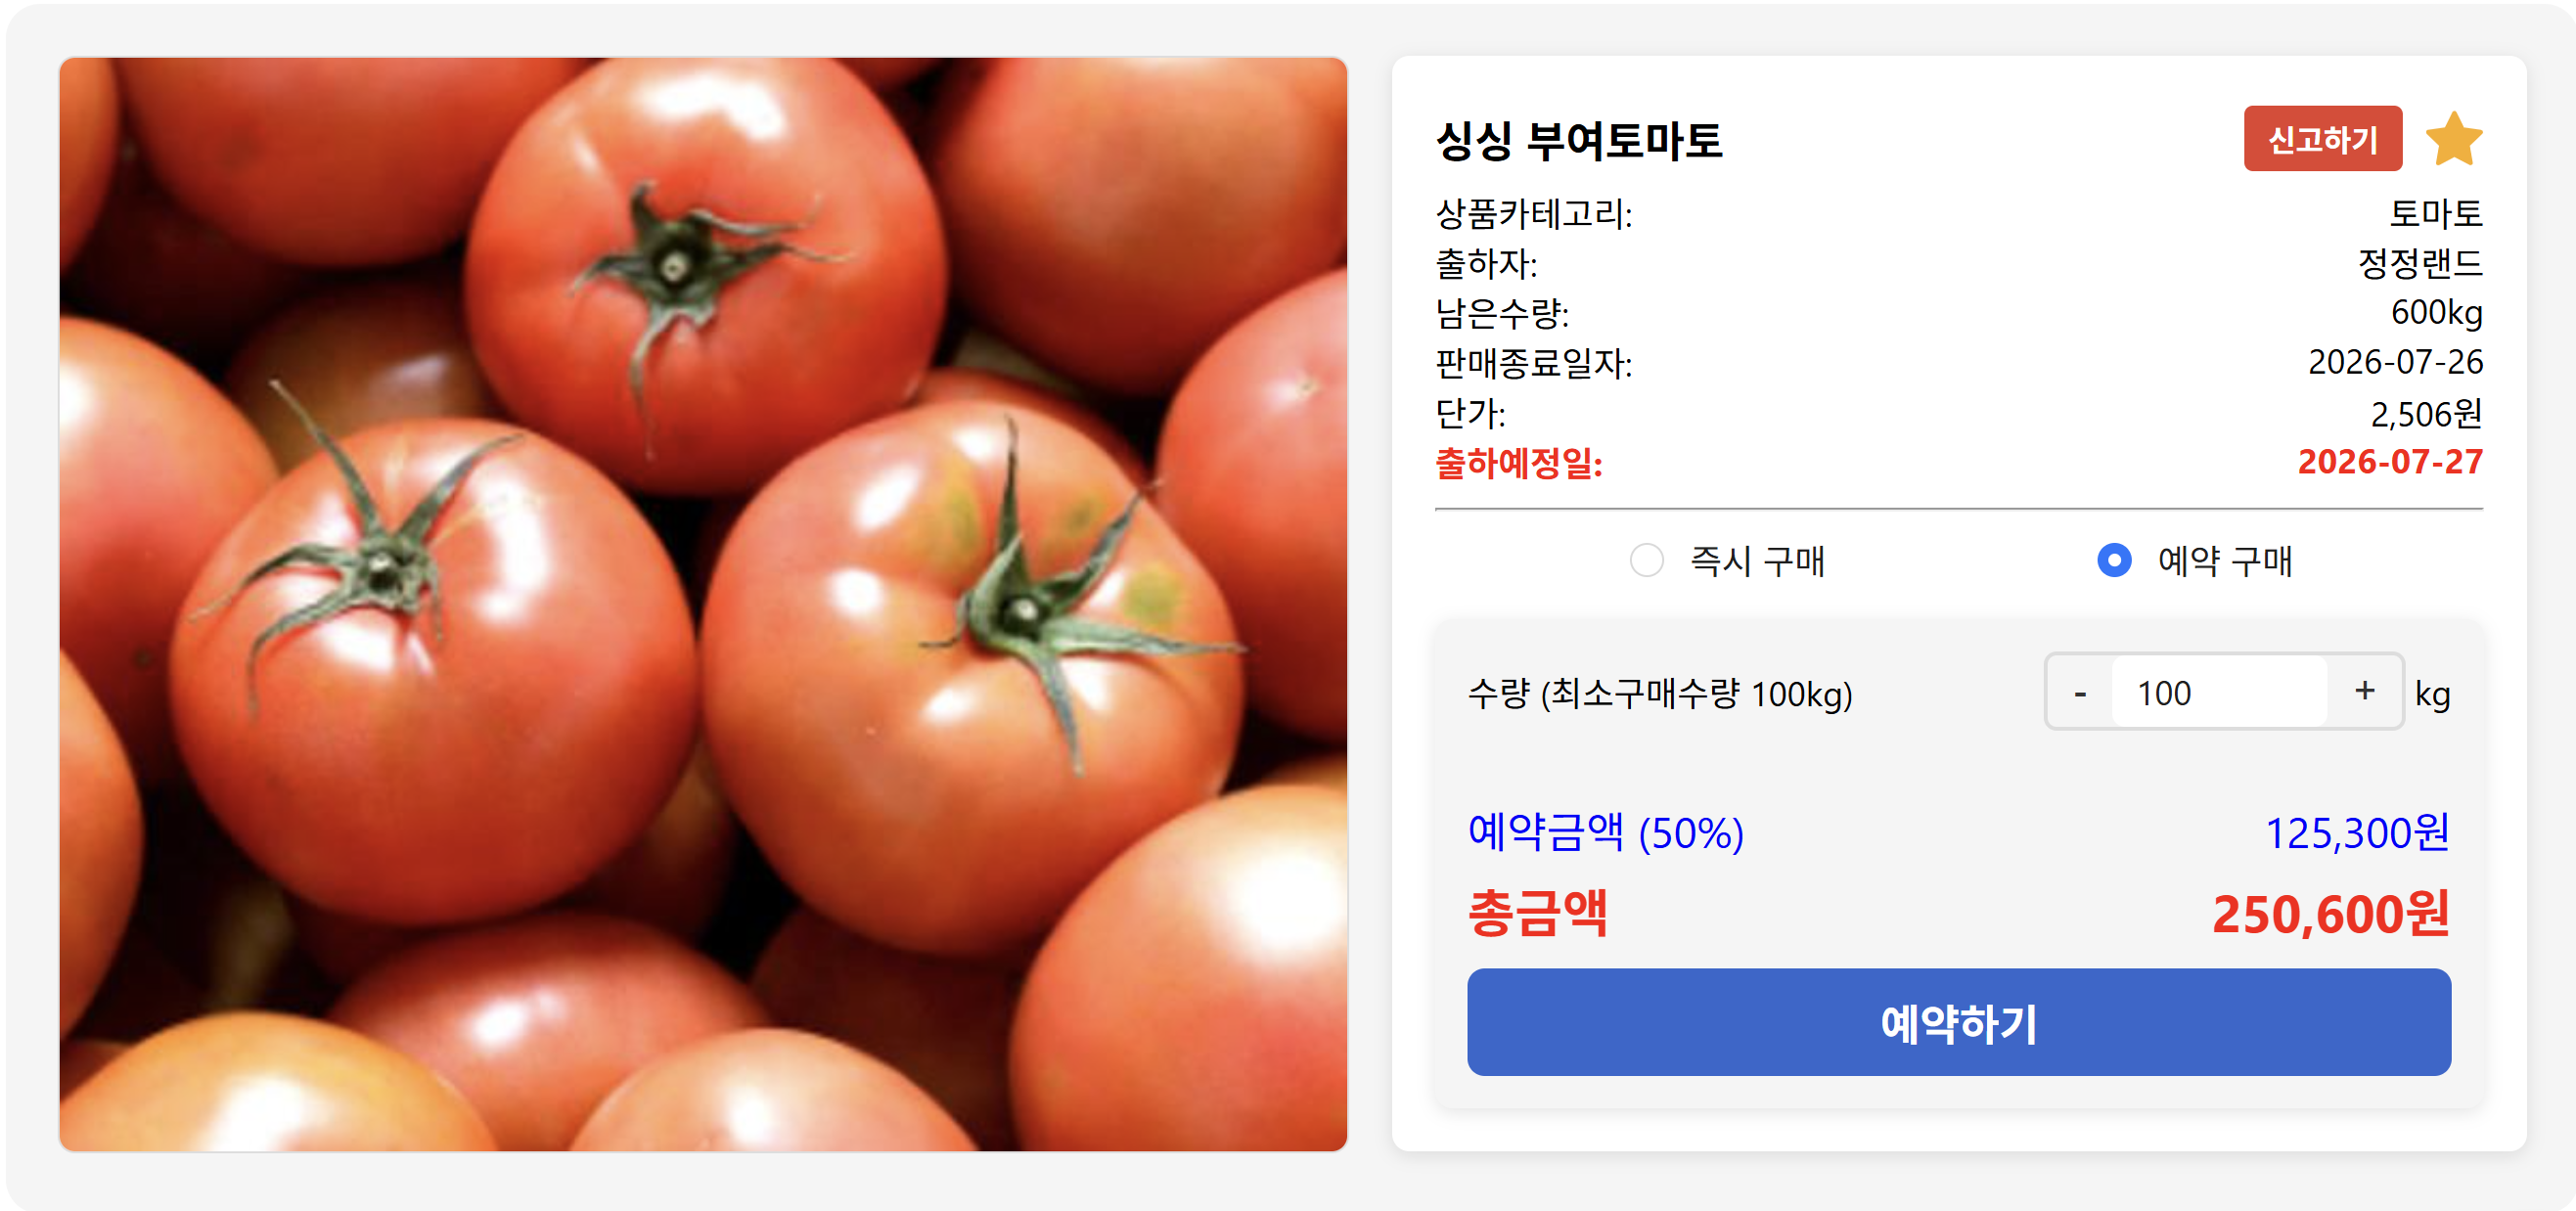 싱싱 부여토마토 신고하기
상품카테고리: 토마토
출하자: 정정랜드
남은수량: 600kg
판매종료일자: 2026-07-26
단가: 2,506원
출하예정일: 2026-07-27
즉시 구매 예약 구매
수량 (최소구매수량 100kg) - 100 + kg
예약금액 (50%) 125,300원
총금액 250,600원
예약하기